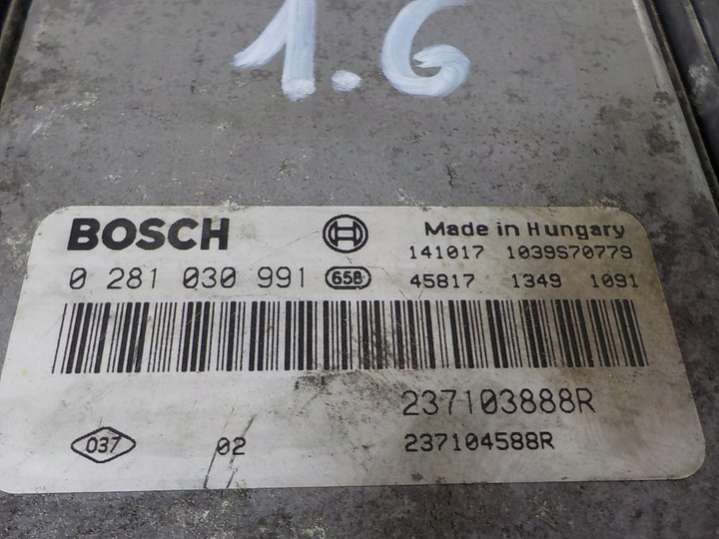 1.6
BOSCH
Made in Hungary
141017 1039S70779
0 281 030 991 658
45817 1349 1091
237103888R
037 02
237104588R